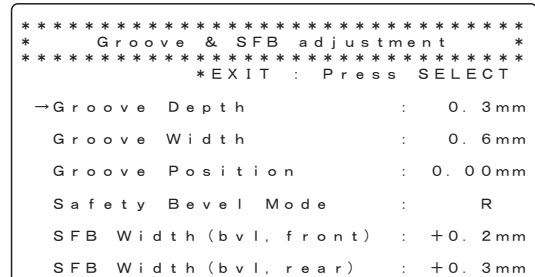 ********************************
* Groove & SFB adjustment *
********************************
*EXIT : Press SELECT
→Groove Depth : 0.3mm
Groove Width : 0.6mm
Groove Position : 0.00mm
Safety Bevel Mode : R
SFB Width(bvl, front) : +0.2mm
SFB Width(bvl, rear) : +0.3mm